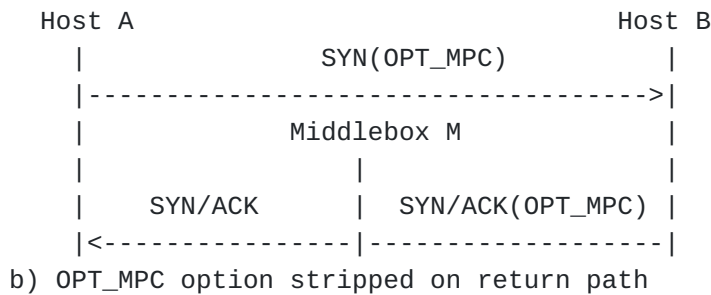 Host A                               Host B
SYN(OPT_MPC)
|------------------------------------>|
Middlebox M
SYN/ACK        |  SYN/ACK(OPT_MPC) |
|<----------------|-------------------|
b) OPT_MPC option stripped on return path